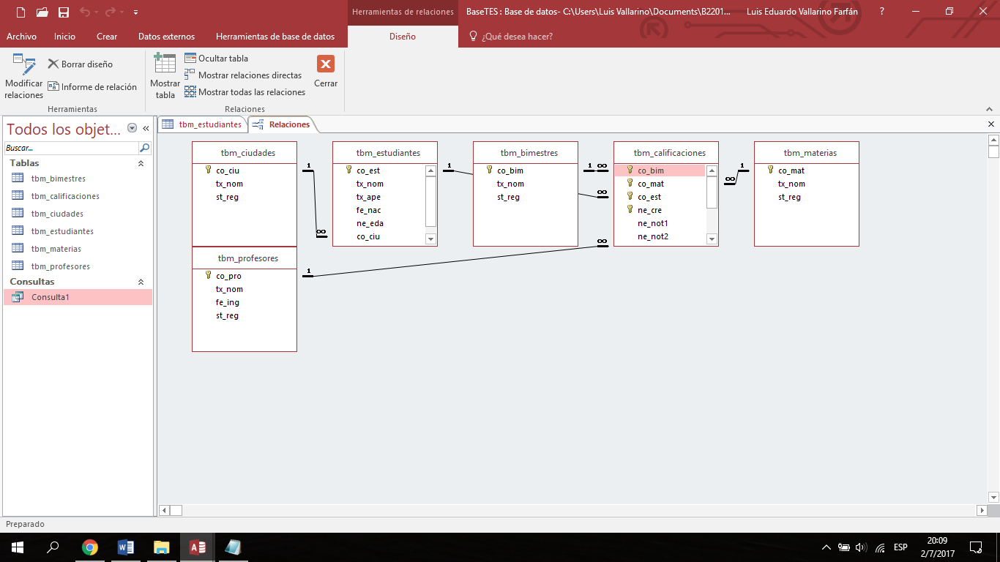 Herramientas de relaciones
BaseTES : Base de datos- C:\Users\Luis Vallarino\Documents\B2201...
Luis Eduardo Vallarino Farfán
?
Archivo
Inicio
Crear
Datos externos
Herramientas de base de datos
Diseño
¿Qué desea hacer?
Modificar
relaciones
Borrar diseño
Informe de relación
Herramientas
Mostrar
tabla
Ocultar tabla
Mostrar relaciones directas
Mostrar todas las relaciones
Relaciones
Cerrar
Todos los objet...
Buscar...
Tablas
tbm_bimestres
tbm_calificaciones
tbm_ciudades
tbm_estudiantes
tbm_materias
tbm_profesores
Consultas
Consulta1
tbm_estudiantes
Relaciones
tbm_ciudades
co_ciu
tx_nom
st_reg
1
∞
tbm_estudiantes
co_est
tx_nom
tx_ape
fe_nac
ne_eda
co_ciu
1
∞
tbm_bimestres
co_bim
tx_nom
st_reg
1
∞
tbm_calificaciones
co_bim
co_mat
co_est
ne_cre
ne_not1
ne_not2
∞
1
tbm_materias
co_mat
tx_nom
st_reg
tbm_profesores
co_pro
tx_nom
fe_ing
st_reg
1
∞
Preparado
ESP
20:09
2/7/2017